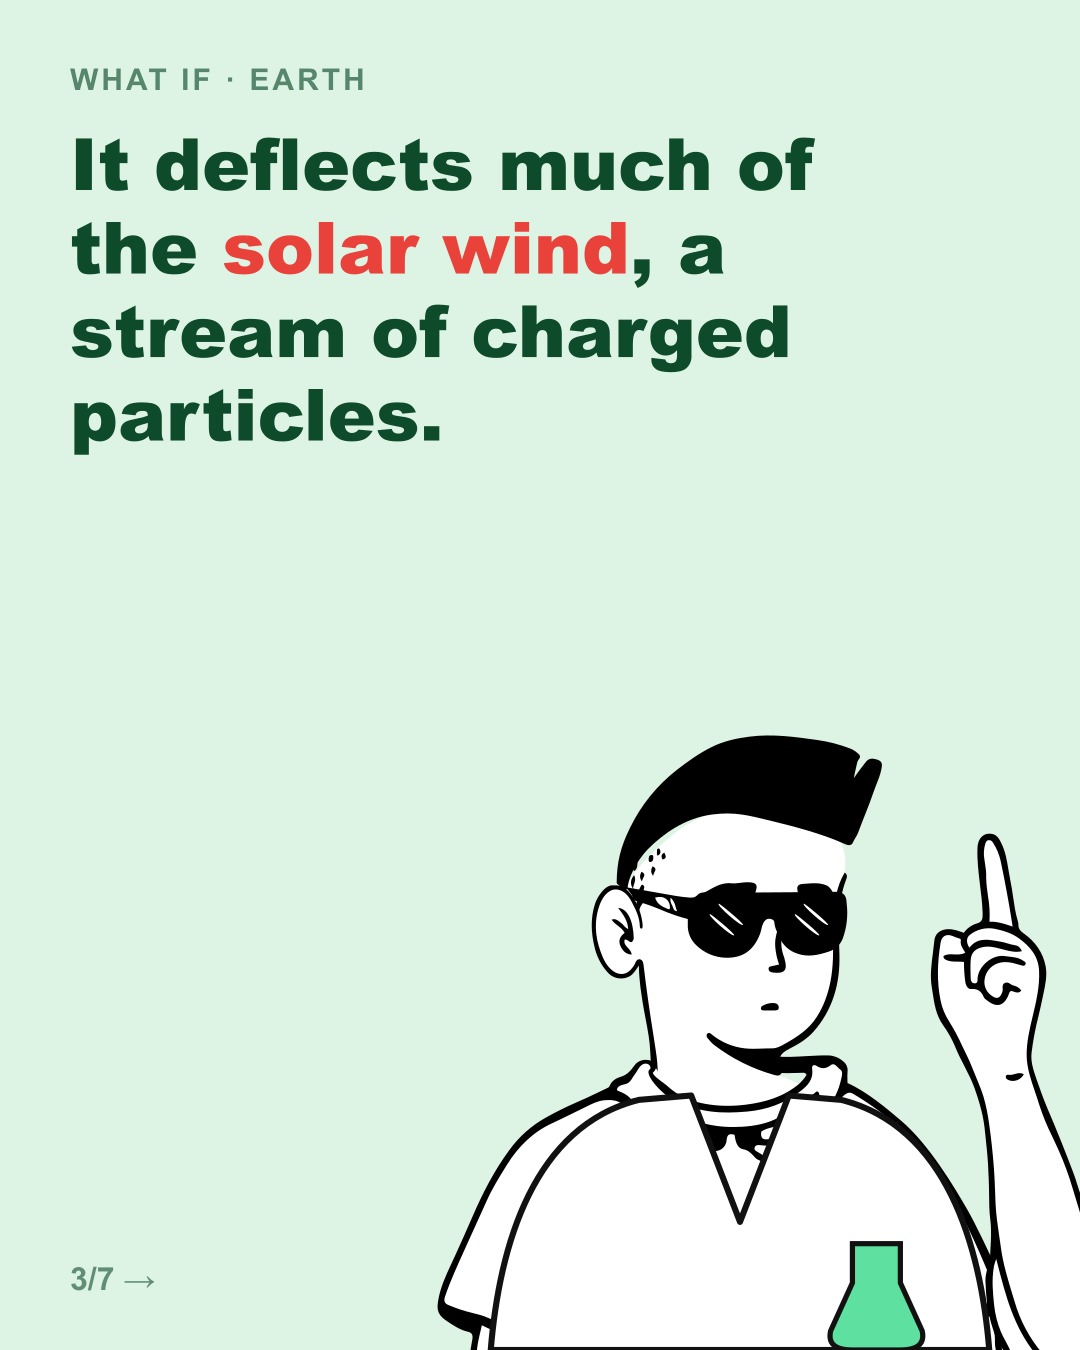 WHAT IF · EARTH
It deflects much of
the solar wind, a
stream of charged
particles.
3/7 →